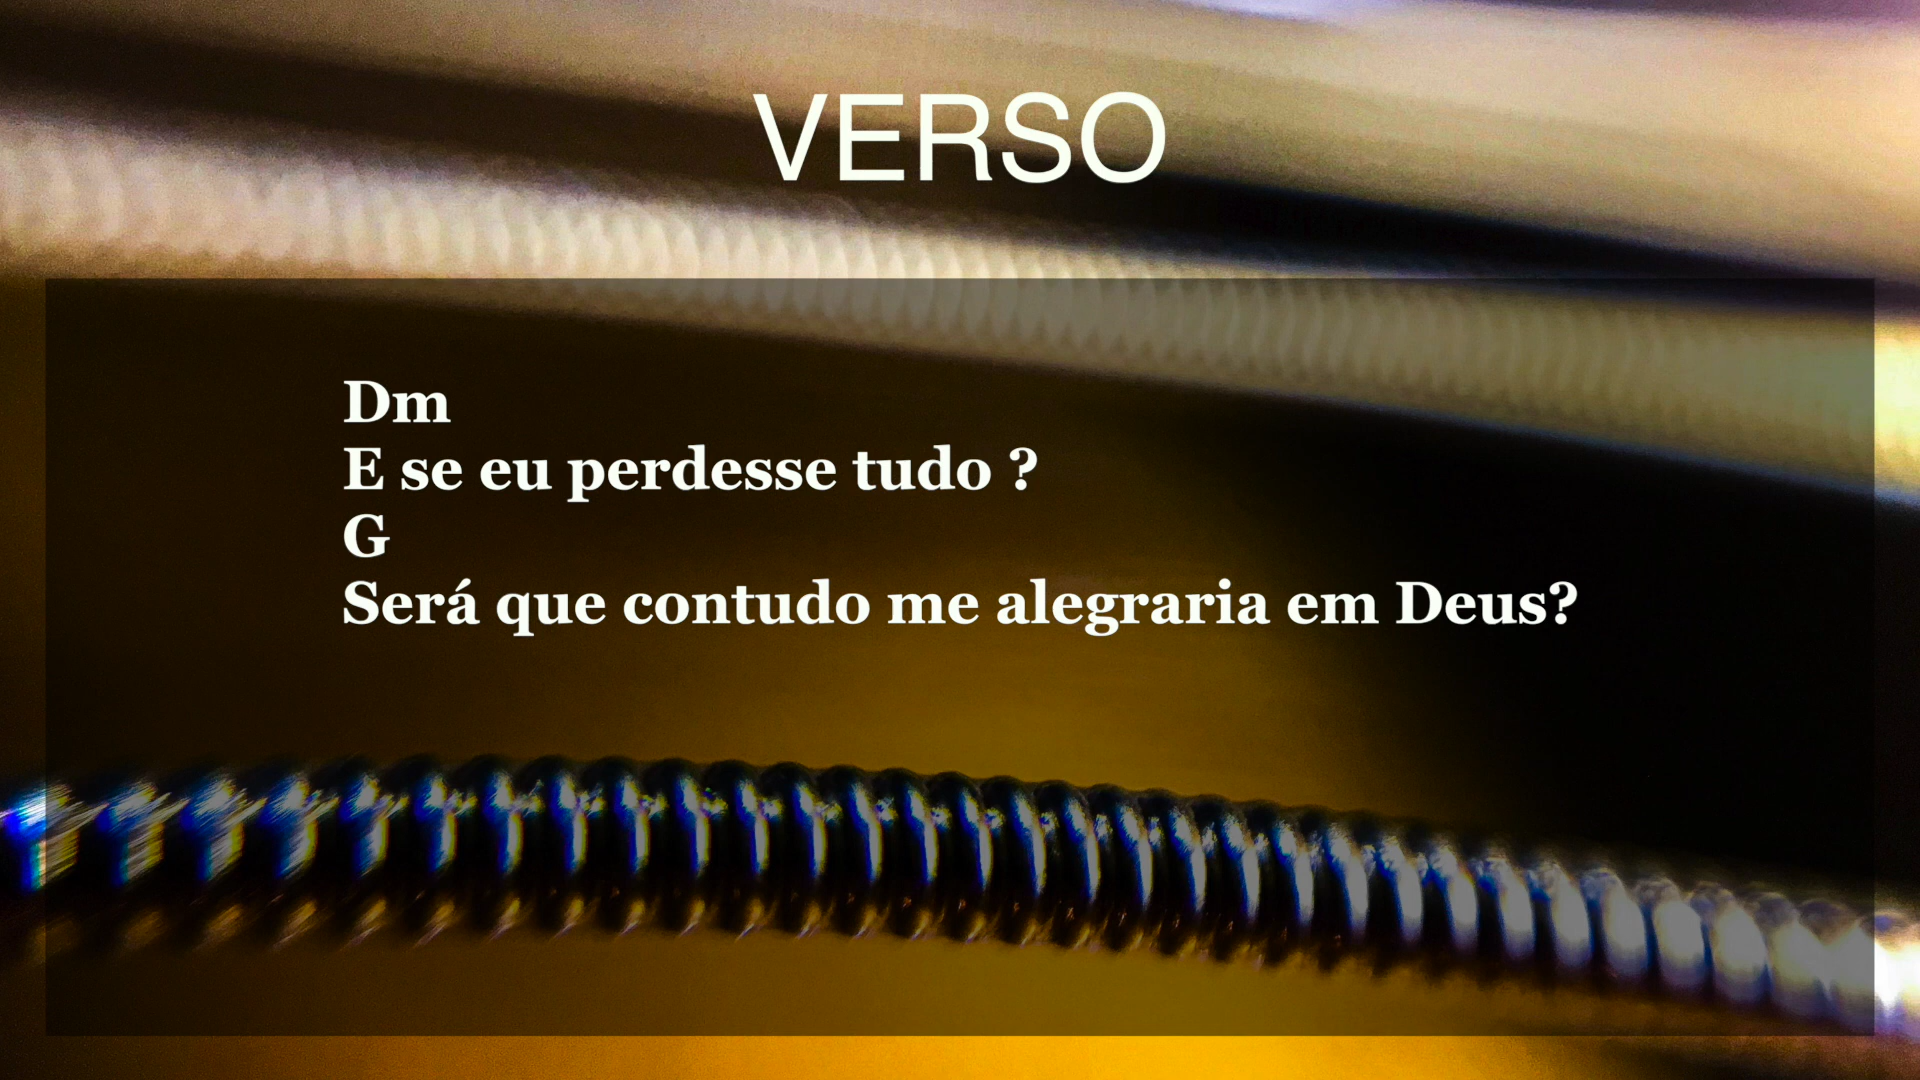 VERSO
Dm
E se eu perdesse tudo ?
G
Será que contudo me alegraria em Deus?